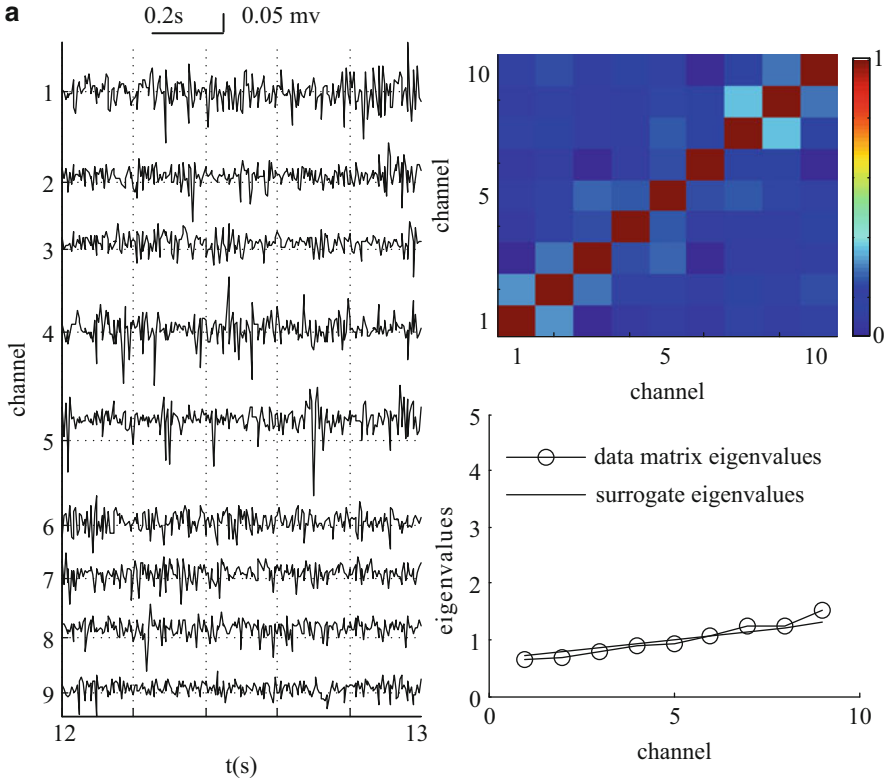 a
0.2s 0.05 mv
channel
1
2
3
4
5
6
7
8
9
12 13
t(s)
channel
10
5
1
1 5 10
channel
1
0
eigenvalues
5
4
3
2
1
0
data matrix eigenvalues
surrogate eigenvalues
0 5 10
channel